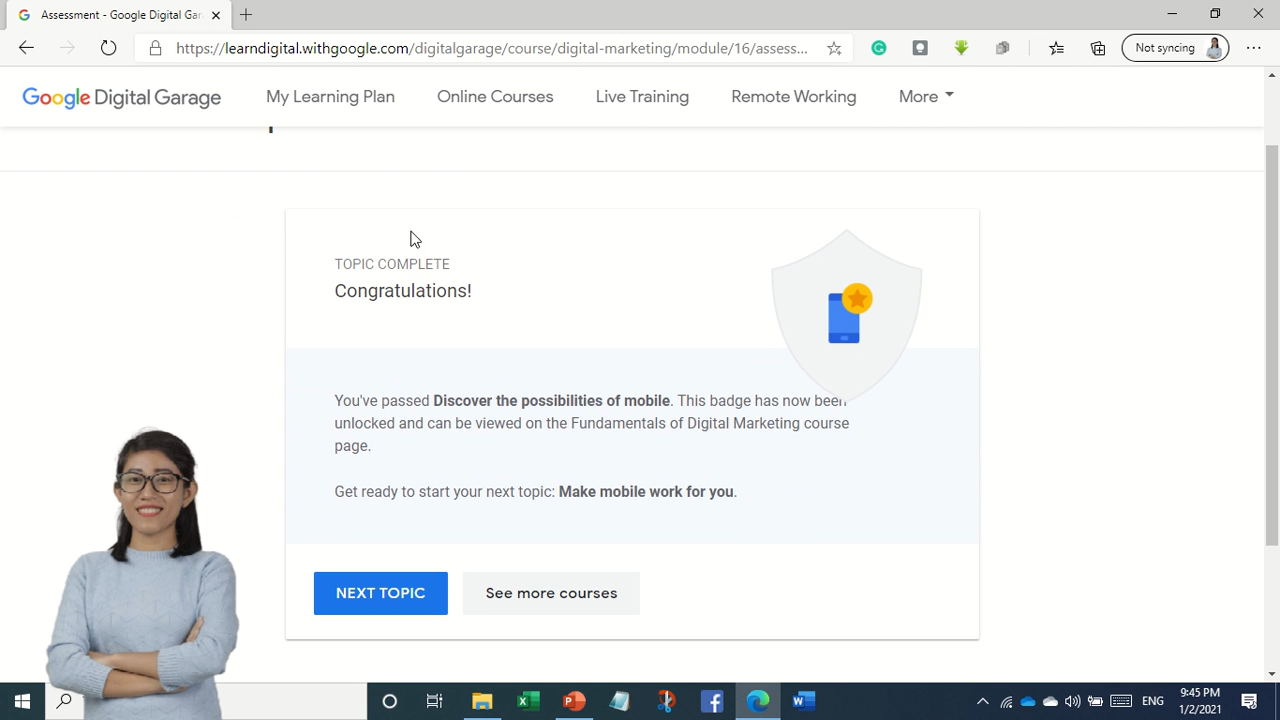 Assessment - Google Digital Gar
https://learndigital.withgoogle.com/digitalgarage/course/digital-marketing/module/16/assess...
Not syncing
Google Digital Garage
My Learning Plan
Online Courses
Live Training
Remote Working
More
TOPIC COMPLETE
Congratulations!
You've passed Discover the possibilities of mobile. This badge has now been
unlocked and can be viewed on the Fundamentals of Digital Marketing course
page.
Get ready to start your next topic: Make mobile work for you.
NEXT TOPIC
See more courses
ENG
9:45 PM
1/2/2021